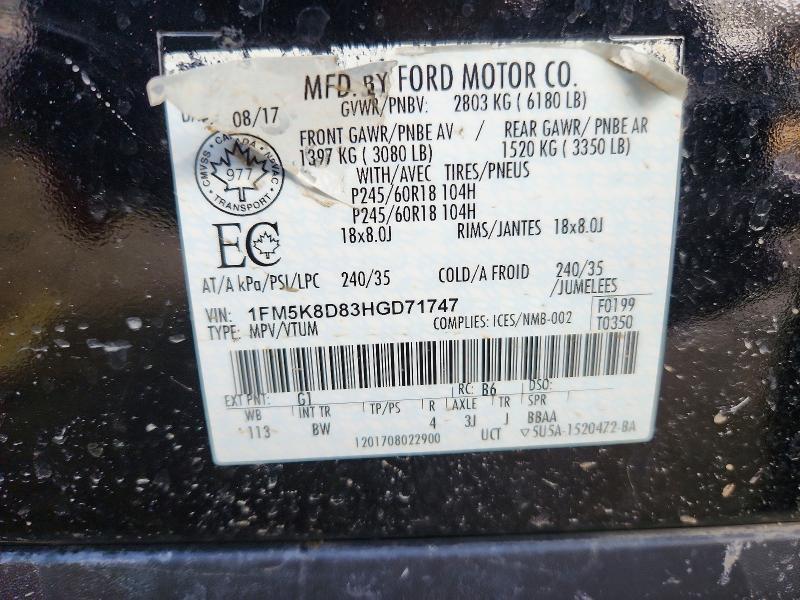 MFD. BY FORD MOTOR CO.
08/17
GVWR/PNBV: 2803 KG ( 6180 LB)
FRONT GAWR/PNBE AV / REAR GAWR/ PNBE AR
1397 KG ( 3080 LB) 1520 KG ( 3350 LB)
CMVSS · CANADA · NSVAC
977
TRANSPORT
WITH/AVEC TIRES/PNEUS
P245/60R18 104H
P245/60R18 104H
EC
18x8.0J RIMS/JANTES 18x8.0J
AT/A kPa/PSI/LPC 240/35 COLD/A FROID 240/35
/JUMELEES
VIN: 1FM5K8D83HGD71747
F0199
TYPE: MPV/VTUM COMPLIES: ICES/NMB-002
T0350
EXT PNT: G1 RC: B6 DSO:
WB INT TR TP/PS R AXLE TR SPR
113 BW 4 3J J BBAA
1201708022900 UCT ▽5U5A-1520472-BA